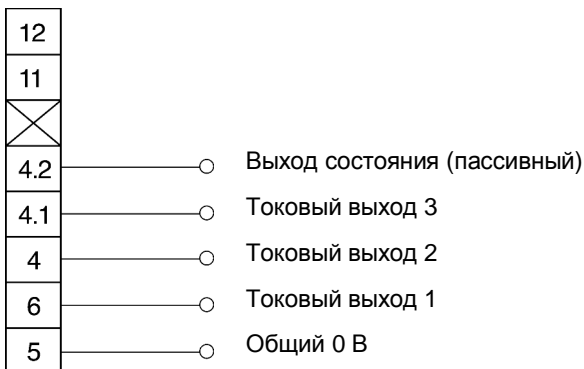 12
11
4.2 Выход состояния (пассивный)
4.1 Токовый выход 3
4 Токовый выход 2
6 Токовый выход 1
5 Общий 0 В